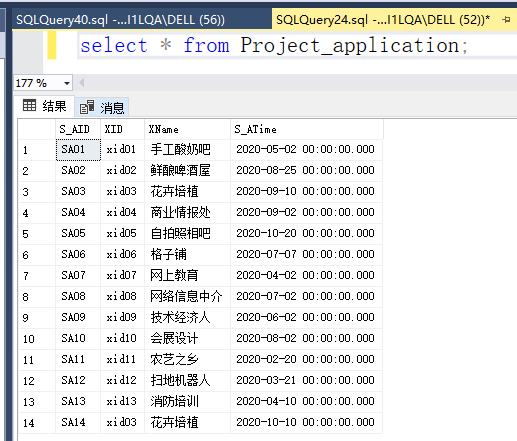 SQLQuery40.sql -...I1LQA\DELL (56))
SQLQuery24.sql -...I1LQA\DELL (52))*
select * from Project_application;
177 %
结果 消息
S_AID XID XName S_ATime
1 SA01 xid01 手工酸奶吧 2020-05-02 00:00:00.000
2 SA02 xid02 鲜酿啤酒屋 2020-08-25 00:00:00.000
3 SA03 xid03 花卉培植 2020-09-10 00:00:00.000
4 SA04 xid04 商业情报处 2020-09-02 00:00:00.000
5 SA05 xid05 自拍照相吧 2020-10-20 00:00:00.000
6 SA06 xid06 格子铺 2020-07-07 00:00:00.000
7 SA07 xid07 网上教育 2020-04-02 00:00:00.000
8 SA08 xid08 网络信息中介 2020-07-02 00:00:00.000
9 SA09 xid09 技术经济人 2020-06-02 00:00:00.000
10 SA10 xid10 会展设计 2020-08-02 00:00:00.000
11 SA11 xid11 农艺之乡 2020-02-20 00:00:00.000
12 SA12 xid12 扫地机器人 2020-03-21 00:00:00.000
13 SA13 xid13 消防培训 2020-04-10 00:00:00.000
14 SA14 xid03 花卉培植 2020-10-10 00:00:00.000